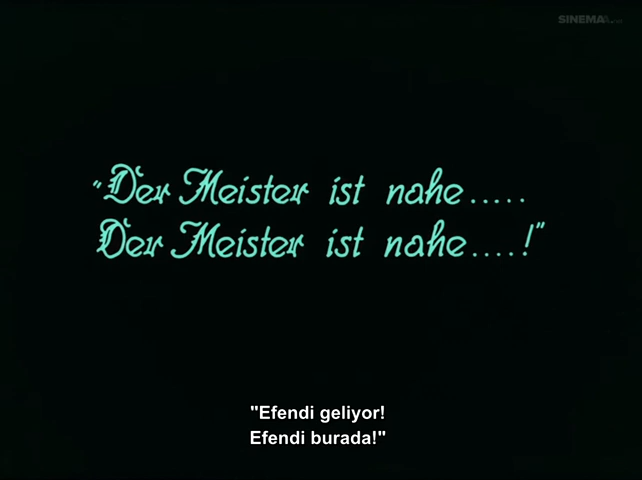 SINEMA
"Der Meister ist nahe.....
Der Meister ist nahe....!"
"Efendi geliyor!
Efendi burada!"